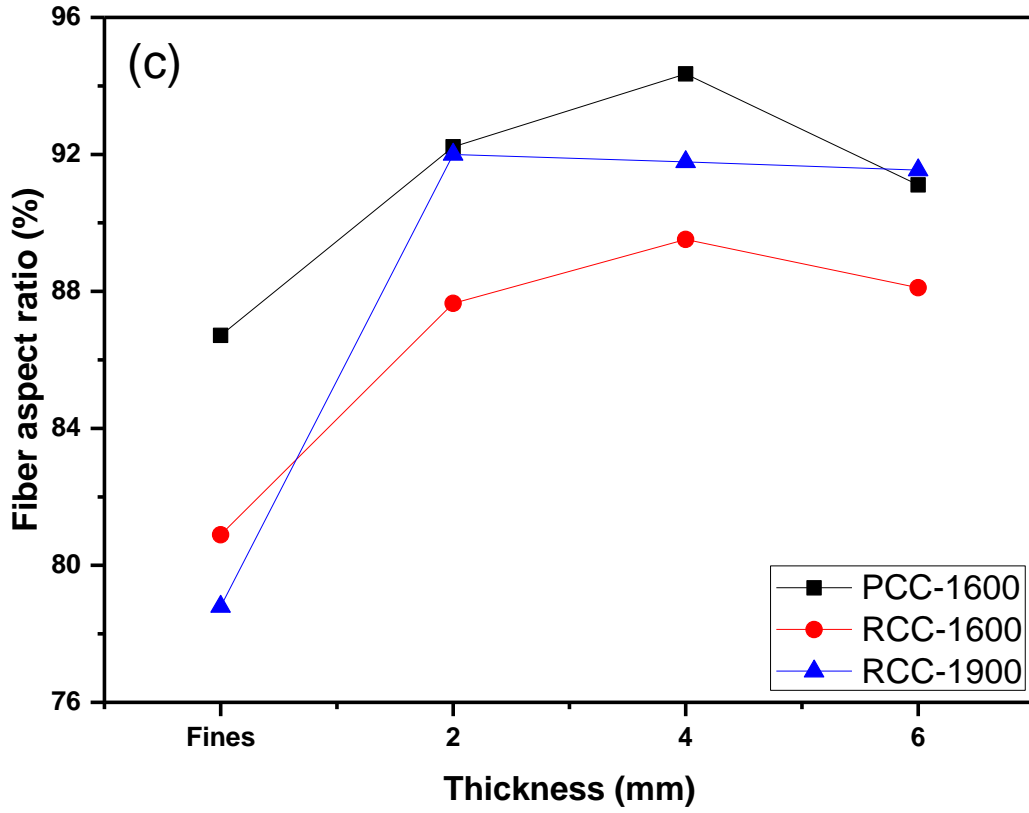 (c)
Fiber aspect ratio (%)
96
92
88
84
80
76
Fines 2 4 6
Thickness (mm)
PCC-1600
RCC-1600
RCC-1900